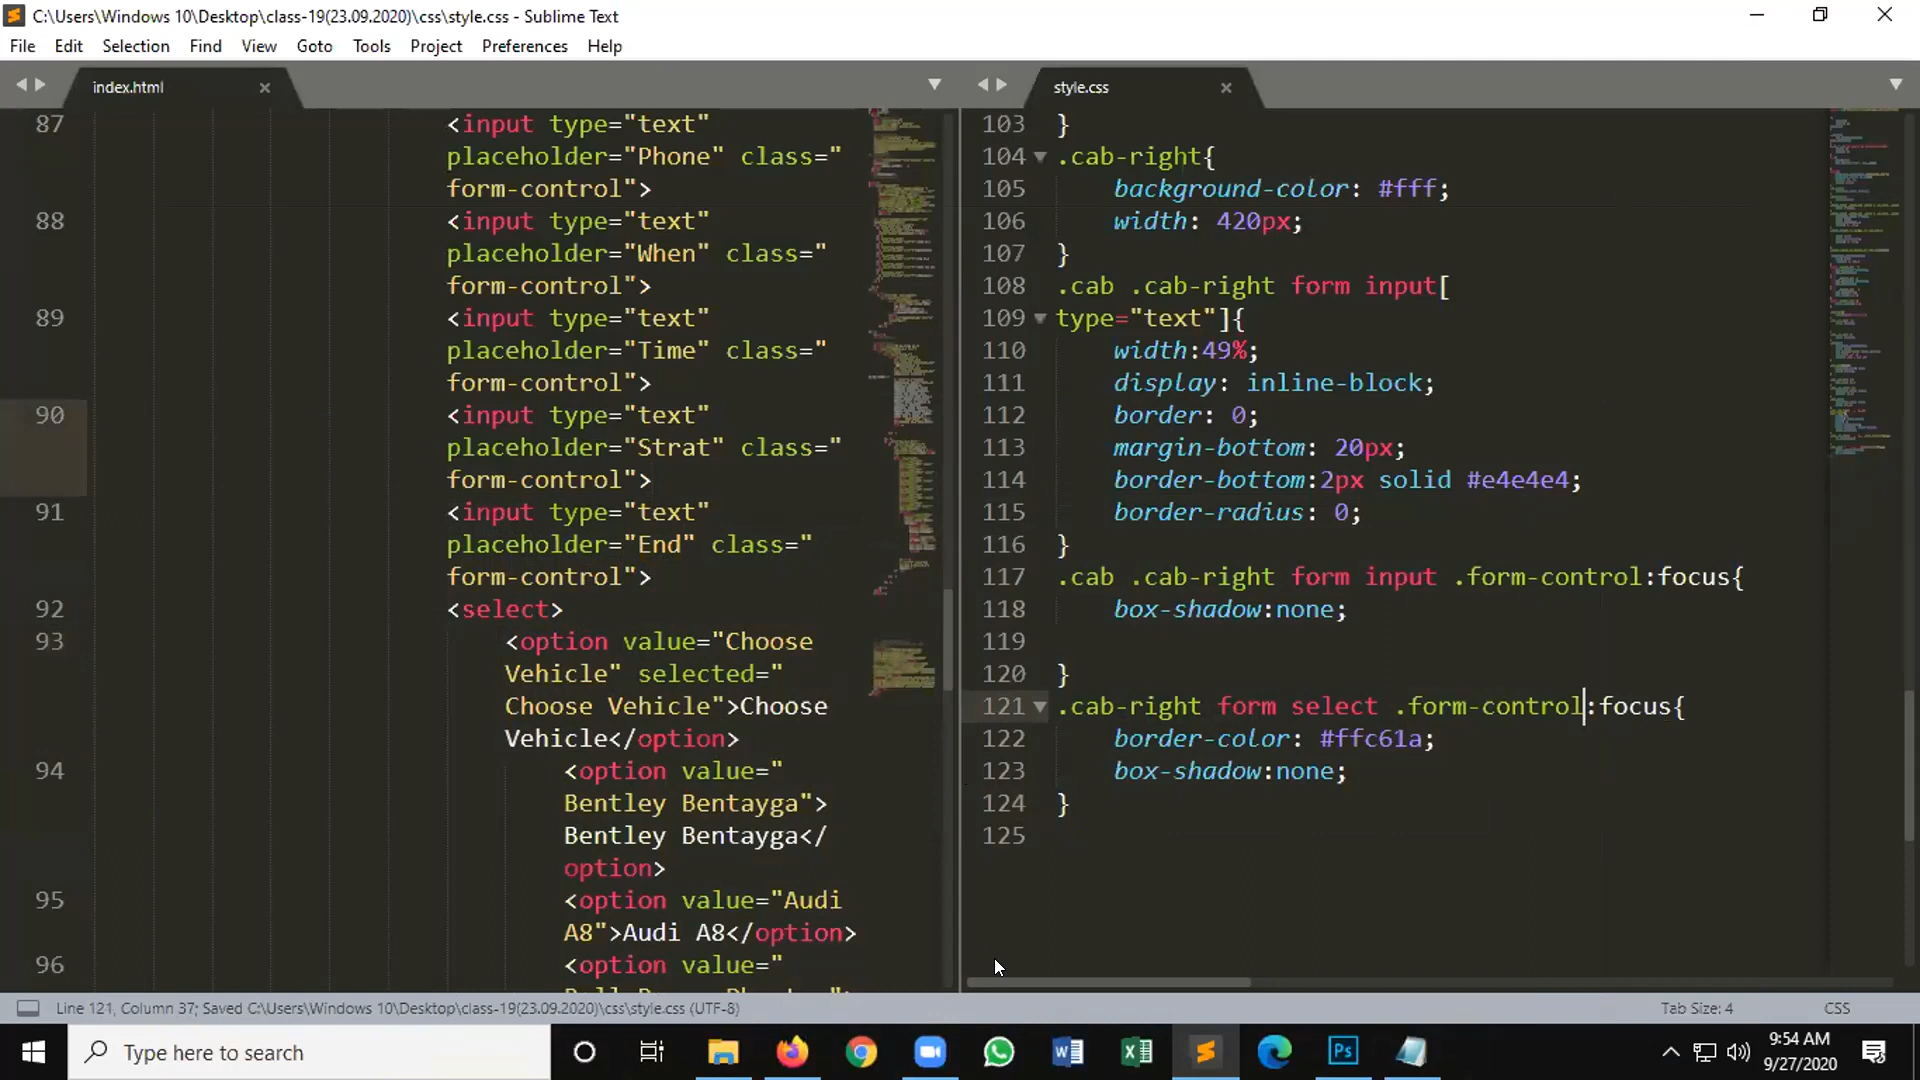 C:\Users\Windows 10\Desktop\class-19(23.09.2020)\css\style.css - Sublime Text
File Edit Selection Find View Goto Tools Project Preferences Help
index.html
87 <input type="text"
placeholder="Phone" class="
form-control">
88 <input type="text"
placeholder="When" class="
form-control">
89 <input type="text"
placeholder="Time" class="
form-control">
90 <input type="text"
placeholder="Strat" class="
form-control">
91 <input type="text"
placeholder="End" class="
form-control">
92 <select>
93 <option value="Choose
Vehicle" selected="
Choose Vehicle">Choose
Vehicle</option>
94 <option value="
Bentley Bentayga">
Bentley Bentayga</
option>
95 <option value="Audi
A8">Audi A8</option>
96 <option value="
style.css
103 }
104 .cab-right{
105 background-color: #fff;
106 width: 420px;
107 }
108 .cab .cab-right form input[
109 type="text"]{
110 width:49%;
111 display: inline-block;
112 border: 0;
113 margin-bottom: 20px;
114 border-bottom:2px solid #e4e4e4;
115 border-radius: 0;
116 }
117 .cab .cab-right form input .form-control:focus{
118 box-shadow:none;
119
120 }
121 .cab-right form select .form-control:focus{
122 border-color: #ffc61a;
123 box-shadow:none;
124 }
125
Line 121, Column 37; Saved C:\Users\Windows 10\Desktop\class-19(23.09.2020)\css\style.css (UTF-8)
Tab Size: 4
CSS
Type here to search
9:54 AM
9/27/2020